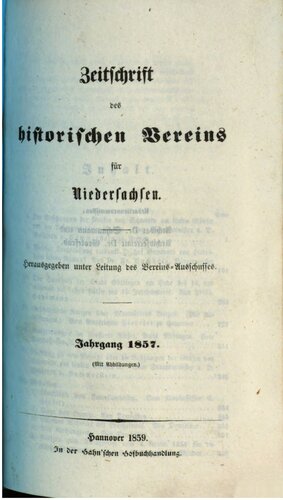 Zeitschrift
des
historischen Vereins
für
Niedersachsen.
Herausgegeben unter Leitung des Vereins-Ausschusses.
Jahrgang 1857.
(Mit Abbildungen.)
Hannover 1859.
In der Hahn'schen Hofbuchhandlung.